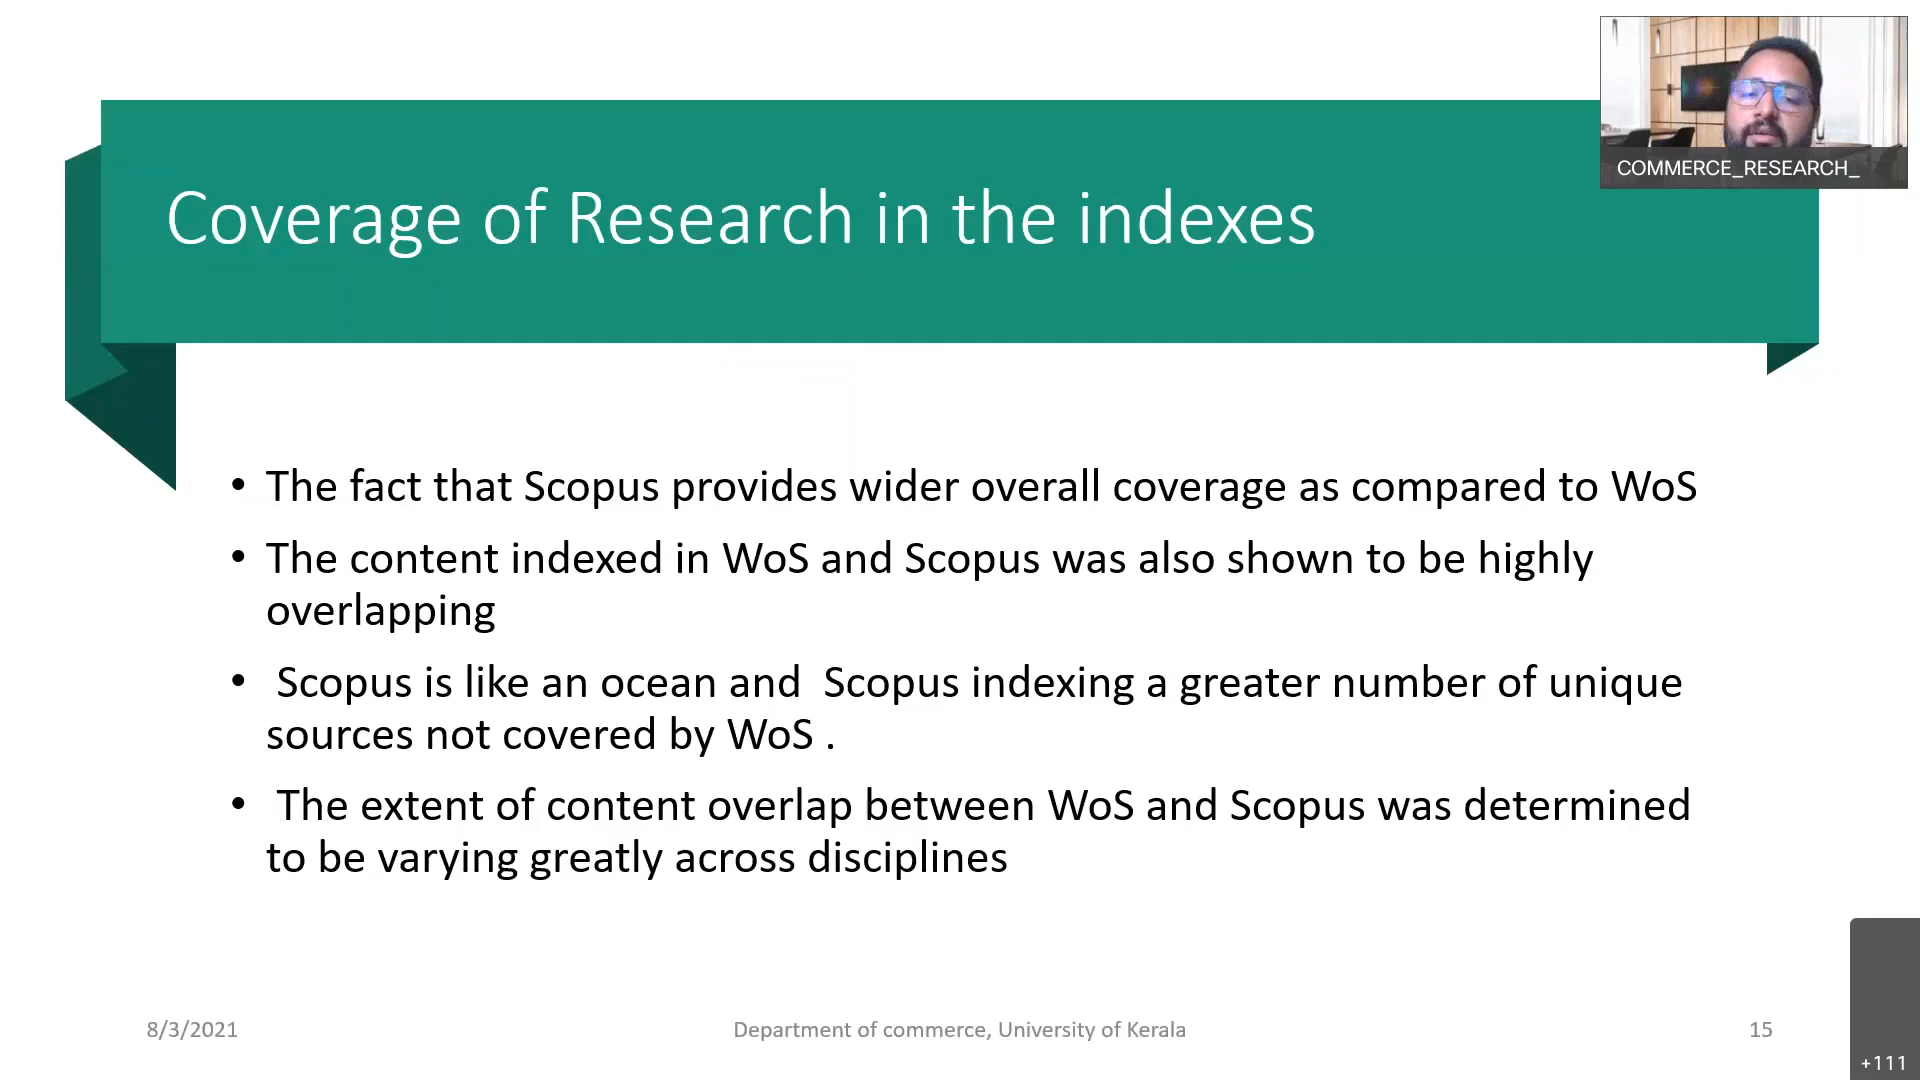 COMMERCE_RESEARCH_
Coverage of Research in the indexes
• The fact that Scopus provides wider overall coverage as compared to WoS
• The content indexed in WoS and Scopus was also shown to be highly
overlapping
• Scopus is like an ocean and  Scopus indexing a greater number of unique
sources not covered by WoS .
• The extent of content overlap between WoS and Scopus was determined
to be varying greatly across disciplines
8/3/2021
Department of commerce, University of Kerala
15
+111